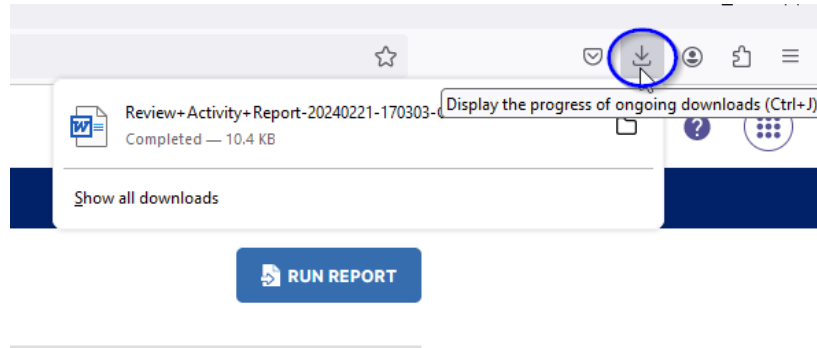 Review+Activity+Report-20240221-170303-
Display the progress of ongoing downloads (Ctrl+J)
Completed — 10.4 KB
Show all downloads
RUN REPORT